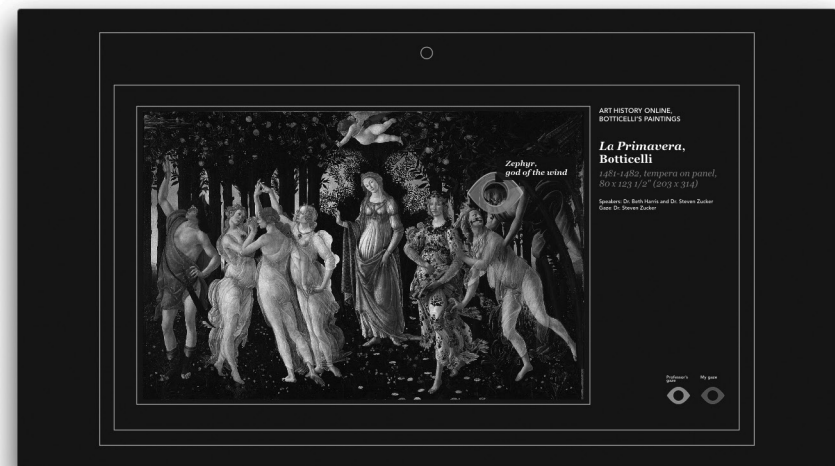 ART HISTORY ONLINE,
BOTTICELLI'S PAINTINGS
La Primavera,
Botticelli
1481-1482, tempera on panel,
80 x 123 1/2" (203 x 314)
Speakers: Dr. Beth Harris and Dr. Steven Zucker
Gaze: Dr. Steven Zucker
Zephyr,
god of the wind
Professor's
gaze
My gaze